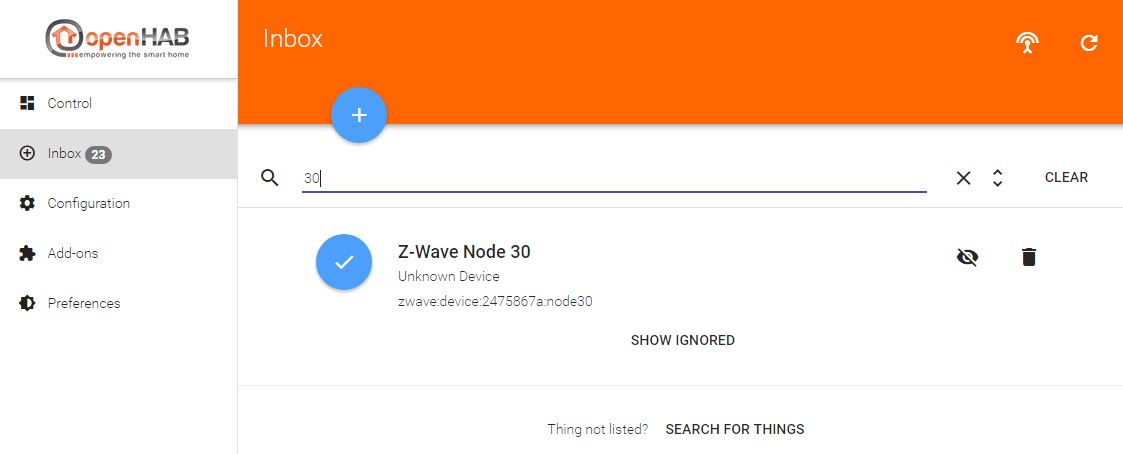 openHAB
empowering the smart home
Control
Inbox 23
Configuration
Add-ons
Preferences
Inbox
30
CLEAR
Z-Wave Node 30
Unknown Device
zwave:device:2475867a:node30
SHOW IGNORED
Thing not listed? SEARCH FOR THINGS